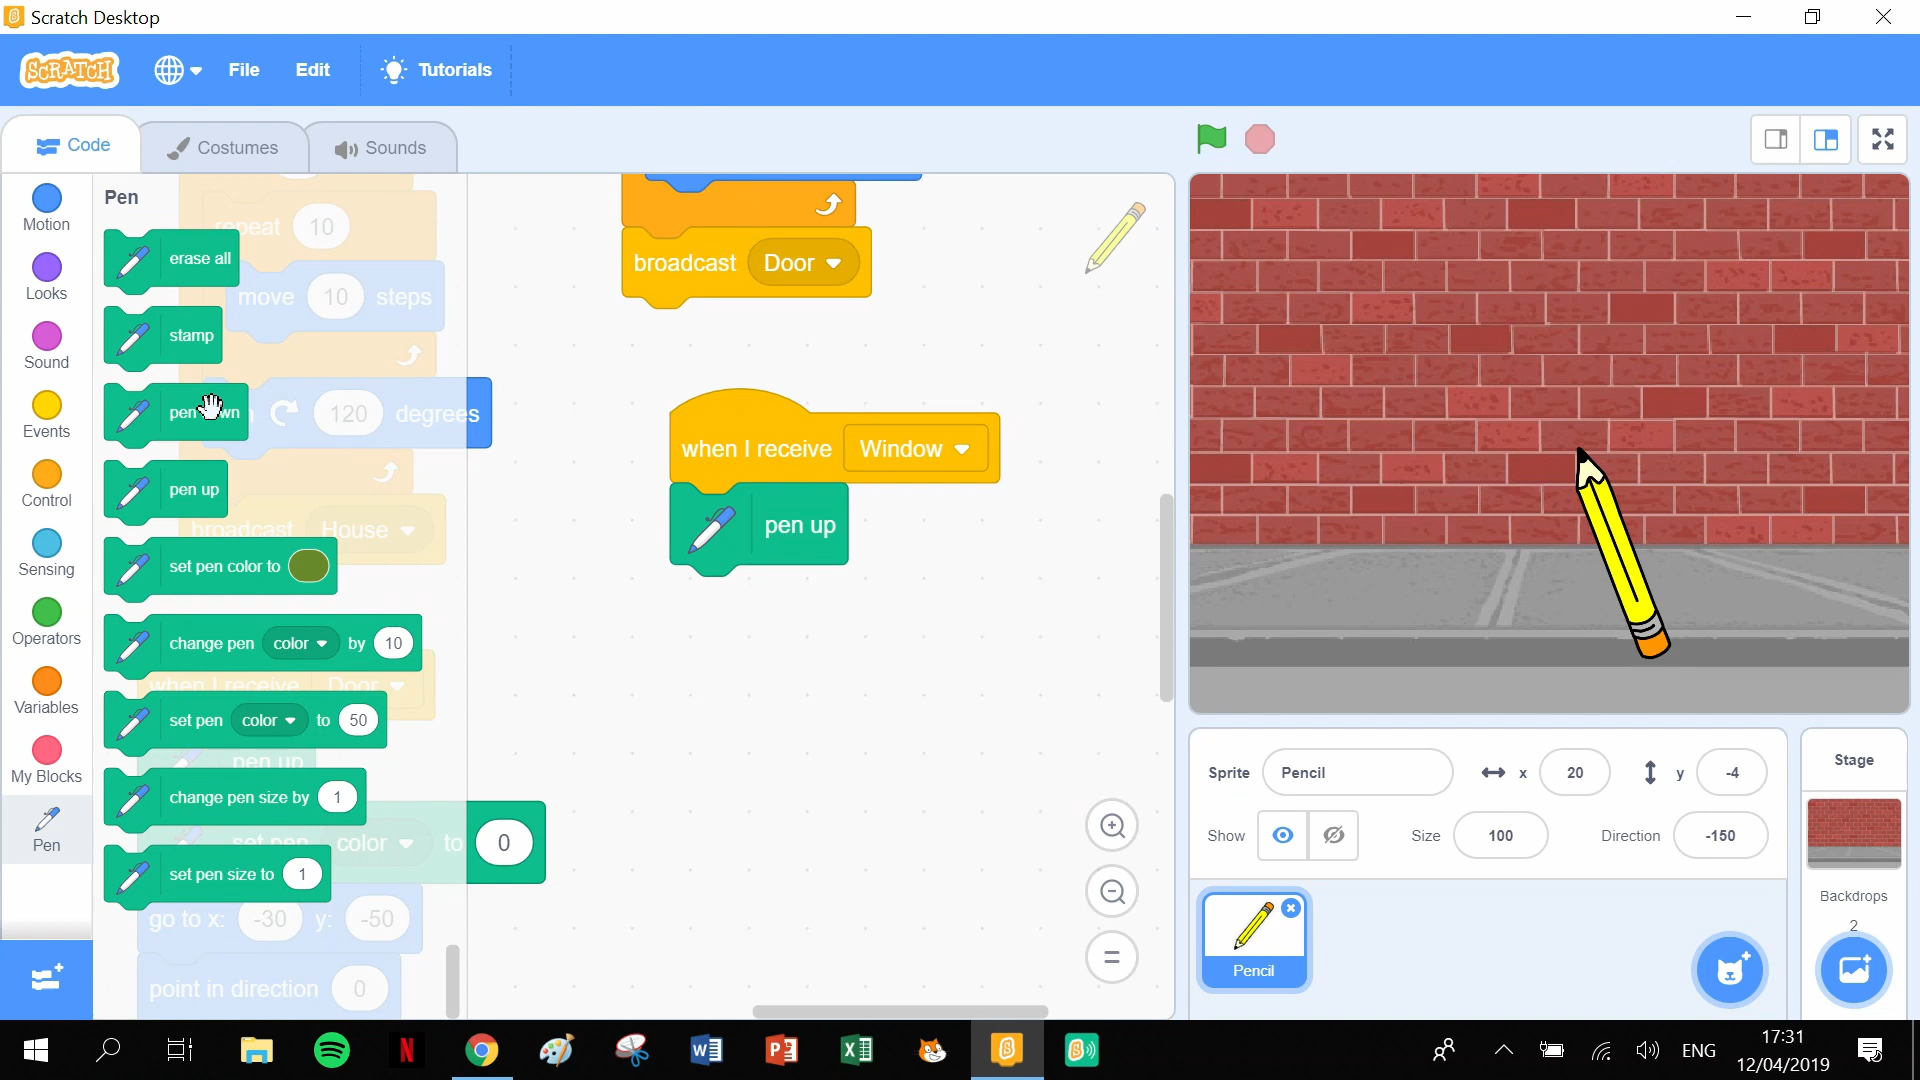 Scratch Desktop
SCRATCH File Edit Tutorials
Code Costumes Sounds
Motion
Looks
Sound
Events
Control
Sensing
Operators
Variables
My Blocks
Pen
Pen
erase all
stamp
pen up
set pen color to
change pen color by 10
set pen color to 50
change pen size by 1
set pen size to 1
repeat 10
move 10 steps
120 degrees
broadcast House
when I receive Door
pen up
set pen color to 0
go to x: -30 y: -50
point in direction 0
broadcast Door
when I receive Window
pen up
Sprite Pencil x 20 y -4
Show Size 100 Direction -150
Pencil
Stage
Backdrops
2
ENG
17:31
12/04/2019